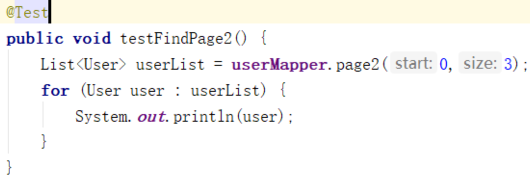 @Test
public void testFindPage2() {
    List<User> userList = userMapper.page2( start: 0, size: 3);
    for (User user : userList) {
        System.out.println(user);
    }
}